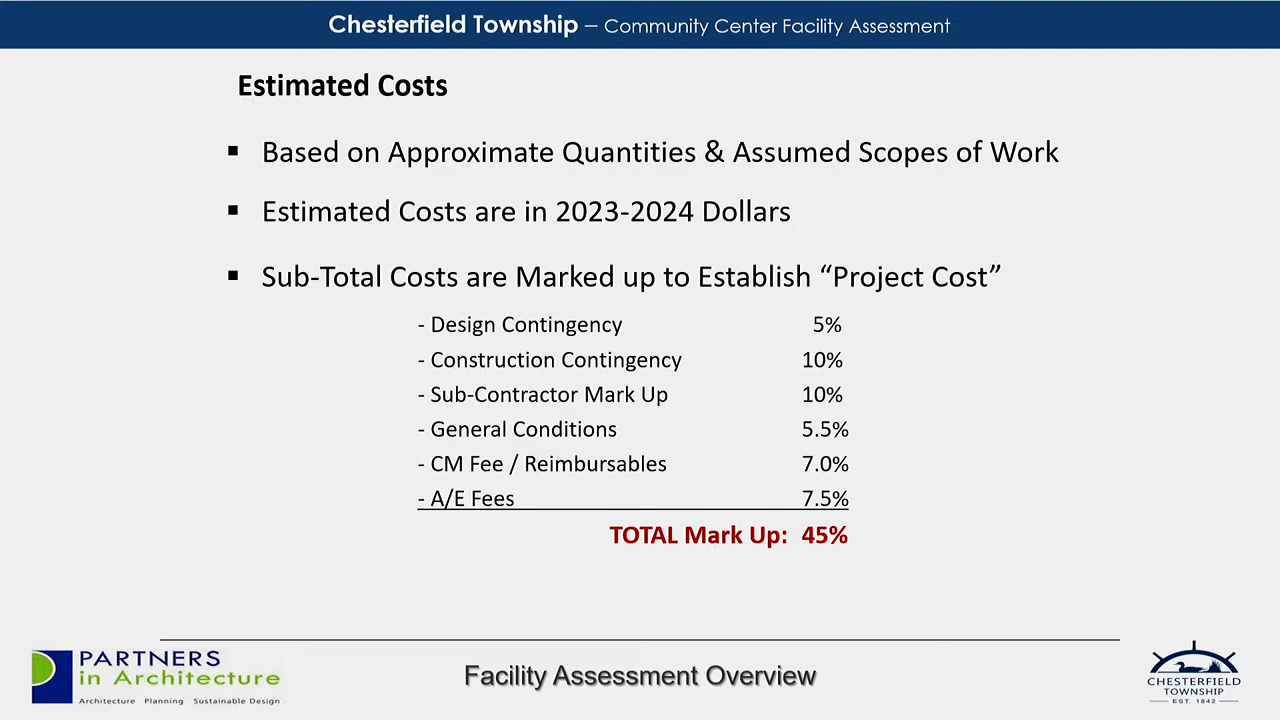 Chesterfield Township – Community Center Facility Assessment
Estimated Costs
▪ Based on Approximate Quantities & Assumed Scopes of Work
▪ Estimated Costs are in 2023-2024 Dollars
▪ Sub-Total Costs are Marked up to Establish “Project Cost”
- Design Contingency 5%
- Construction Contingency 10%
- Sub-Contractor Mark Up 10%
- General Conditions 5.5%
- CM Fee / Reimbursables 7.0%
- A/E Fees 7.5%
TOTAL Mark Up: 45%
PARTNERS
in Architecture
Architecture Planning Sustainable Design
Facility Assessment Overview
CHESTERFIELD
TOWNSHIP
EST. 1842